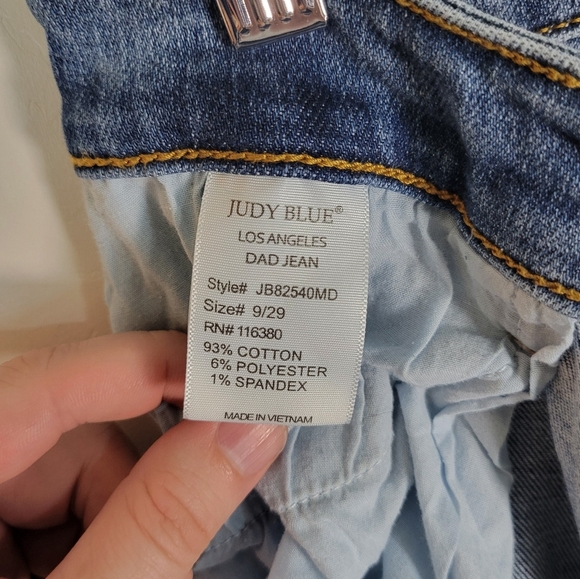 JUDY BLUE®
LOS ANGELES
DAD JEAN
Style# JB82540MD
Size# 9/29
RN# 116380
93% COTTON
6% POLYESTER
1% SPANDEX
MADE IN VIETNAM